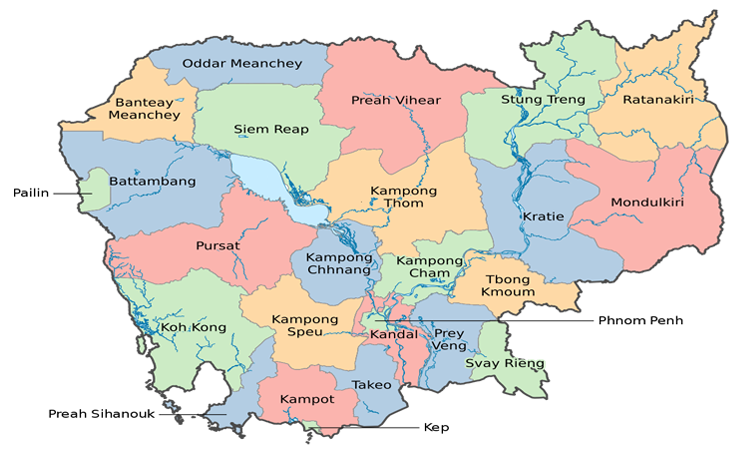 Oddar Meanchey
Banteay
Meanchey
Preah Vihear
Stung Treng
Ratanakiri
Siem Reap
Battambang
Pailin
Kampong
Thom
Mondulkiri
Kratie
Pursat
Kampong
Chhnang
Kampong
Cham
Tbong
Kmoum
Koh Kong
Kampong
Speu
Kandal
Phnom Penh
Prey
Veng
Svay Rieng
Takeo
Kampot
Preah Sihanouk
Kep